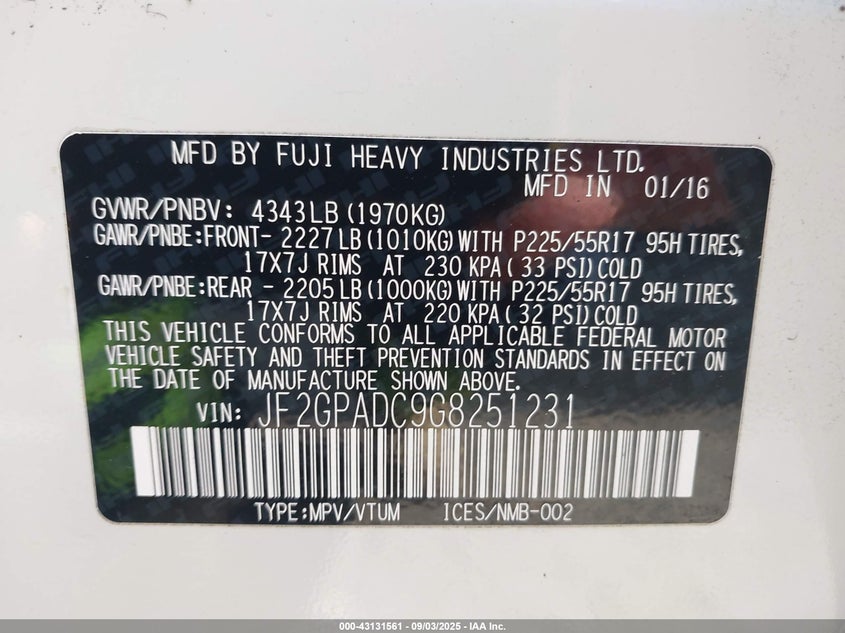 MFD BY FUJI HEAVY INDUSTRIES LTD.
MFD IN 01/16
GVWR/PNBV: 4343LB (1970KG)
GAWR/PNBE:FRONT- 2227LB (1010KG) WITH P225/55R17 95H TIRES,
17X7J RIMS AT 230 KPA ( 33 PSI) COLD
GAWR/PNBE:REAR - 2205LB (1000KG) WITH P225/55R17 95H TIRES,
17X7J RIMS AT 220 KPA ( 32 PSI) COLD
THIS VEHICLE CONFORMS TO ALL APPLICABLE FEDERAL MOTOR
VEHICLE SAFETY AND THEFT PREVENTION STANDARDS IN EFFECT ON
THE DATE OF MANUFACTURE SHOWN ABOVE.
VIN: JF2GPADC9G8251231
TYPE:MPV/VTUM ICES/NMB-002
000-43131561 - 09/03/2025 - IAA Inc.